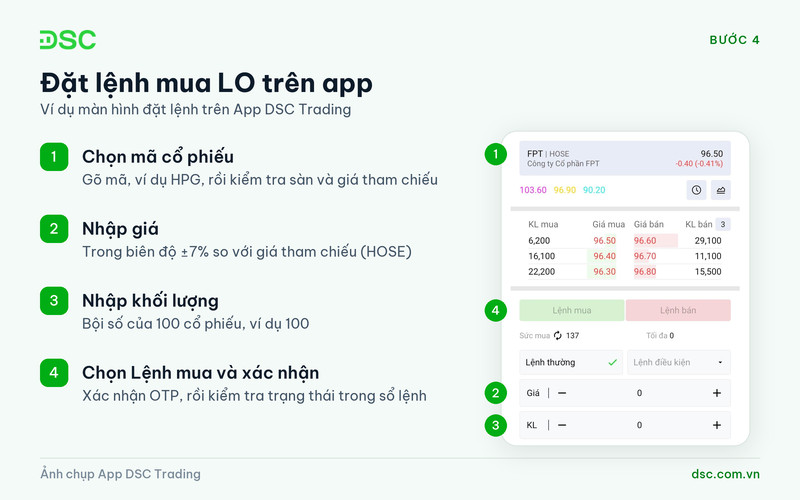 DSC
BƯỚC 4
Đặt lệnh mua LO trên app
Ví dụ màn hình đặt lệnh trên App DSC Trading
1 Chọn mã cổ phiếu
Gõ mã, ví dụ HPG, rồi kiểm tra sàn và giá tham chiếu
2 Nhập giá
Trong biên độ ±7% so với giá tham chiếu (HOSE)
3 Nhập khối lượng
Bội số của 100 cổ phiếu, ví dụ 100
4 Chọn Lệnh mua và xác nhận
Xác nhận OTP, rồi kiểm tra trạng thái trong sổ lệnh
1 FPT | HOSE 96.50
Công ty Cổ phần FPT -0.40 (-0.41%)
103.60 96.90 90.20
KL mua Giá mua Giá bán KL bán 3
6,200 96.50 96.60 29,100
16,100 96.40 96.70 11,100
22,200 96.30 96.80 15,500
4 Lệnh mua Lệnh bán
Sức mua 137 Tối đa 0
Lệnh thường Lệnh điều kiện
2 Giá | − 0 +
3 KL | − 0 +
Ảnh chụp App DSC Trading
dsc.com.vn